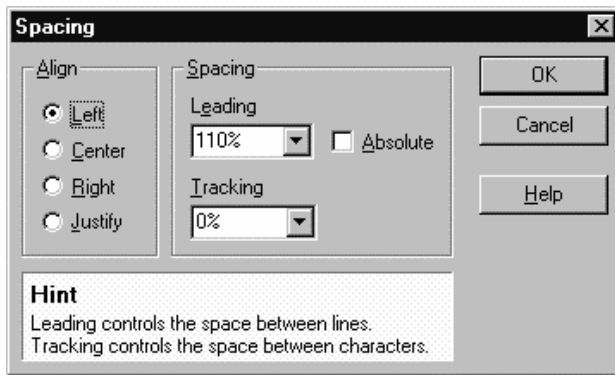 Spacing
Align
Left
Center
Right
Justify
Spacing
Leading
110%
Absolute
Tracking
0%
OK
Cancel
Help
Hint
Leading controls the space between lines.
Tracking controls the space between characters.